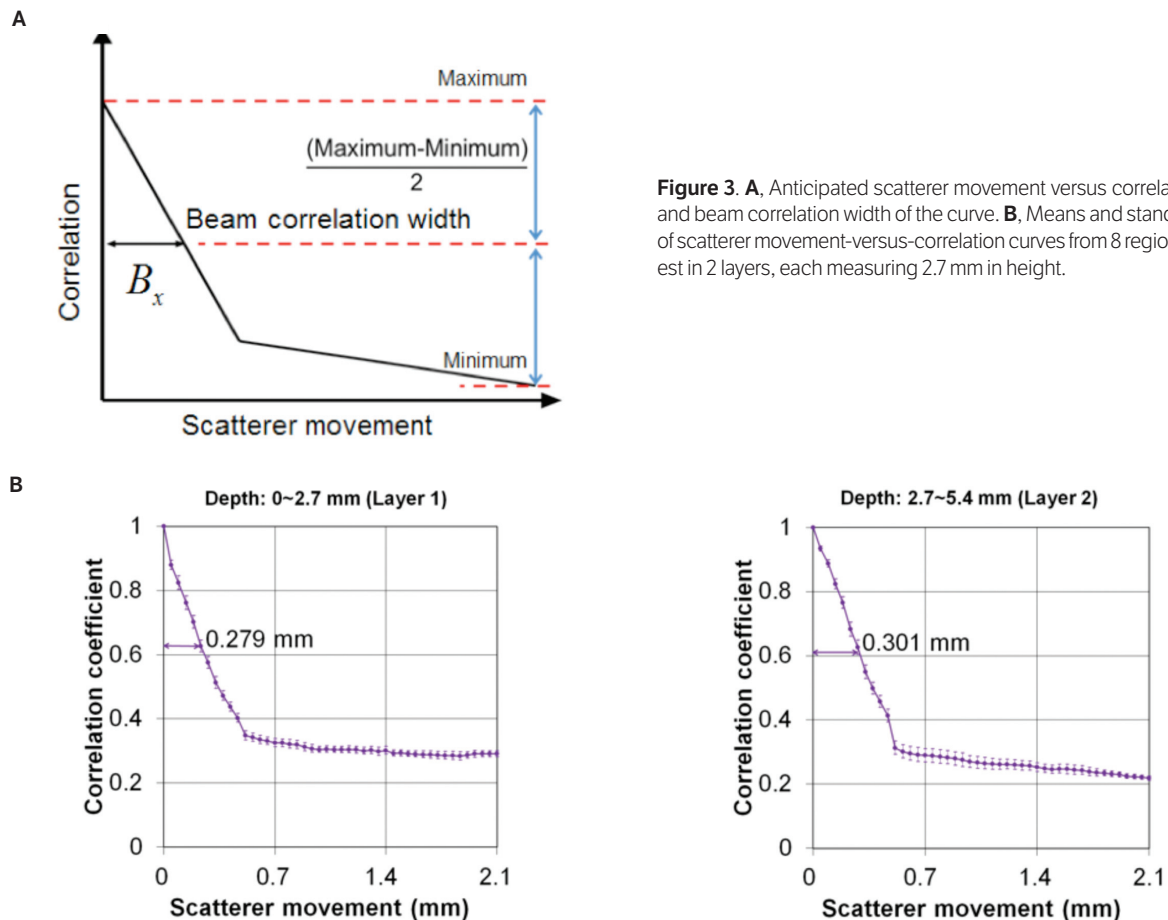 A
Maximum
(Maximum-Minimum)
2
Beam correlation width
B_x
Minimum
Correlation
Scatterer movement
Figure 3. A, Anticipated scatterer movement versus correla
and beam correlation width of the curve. B, Means and stand
of scatterer movement-versus-correlation curves from 8 region
est in 2 layers, each measuring 2.7 mm in height.
B
Depth: 0~2.7 mm (Layer 1)
Correlation coefficient
1
0.8
0.6
0.4
0.2
0
0.279 mm
0 0.7 1.4 2.1
Scatterer movement (mm)
Depth: 2.7~5.4 mm (Layer 2)
Correlation coefficient
1
0.8
0.6
0.4
0.2
0
0.301 mm
0 0.7 1.4 2.1
Scatterer movement (mm)